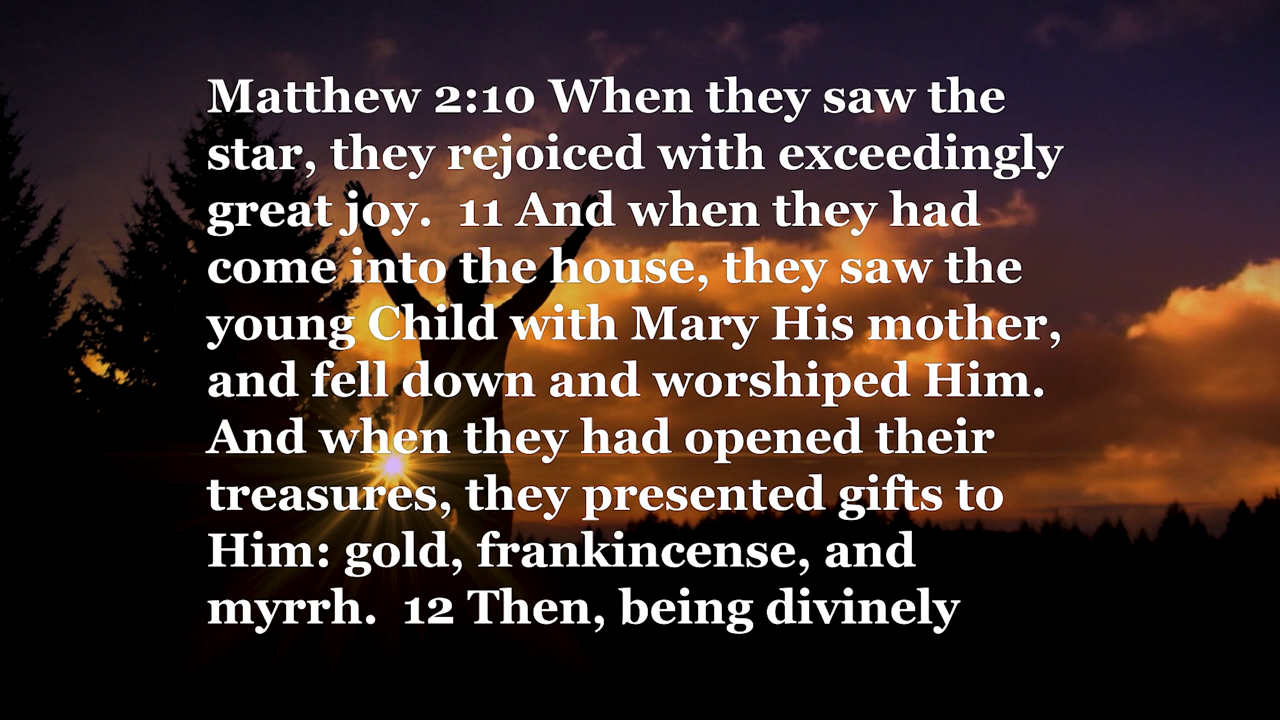 Matthew 2:10 When they saw the
star, they rejoiced with exceedingly
great joy.  11 And when they had
come into the house, they saw the
young Child with Mary His mother,
and fell down and worshiped Him.
And when they had opened their
treasures, they presented gifts to
Him: gold, frankincense, and
myrrh.  12 Then, being divinely